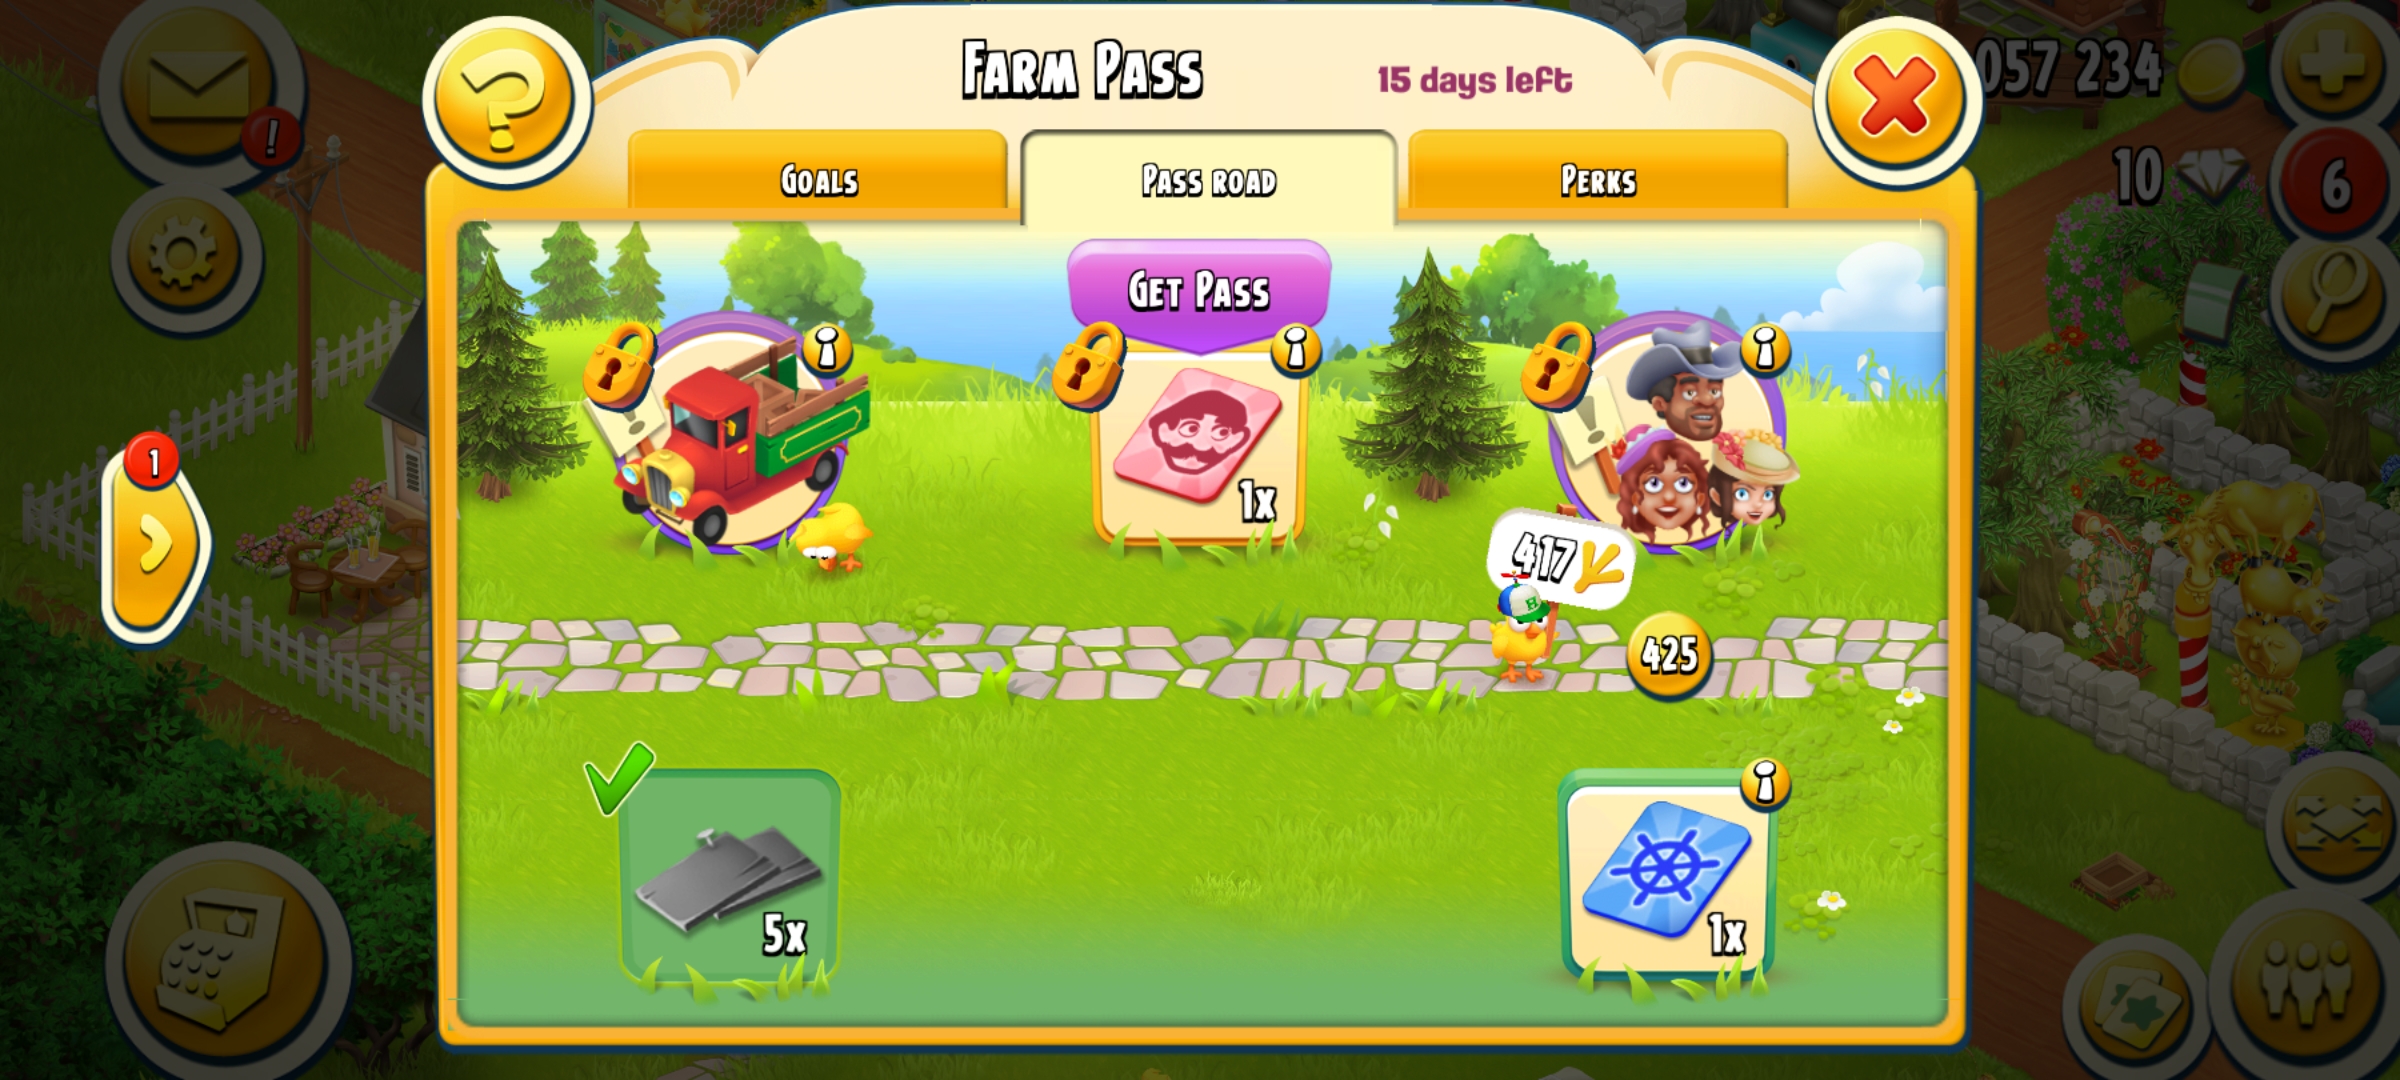 FARM PASS
15 days left
057 234
10
6
GOALS
PASS ROAD
PERKS
GET PASS
1
1x
417
425
5x
1x